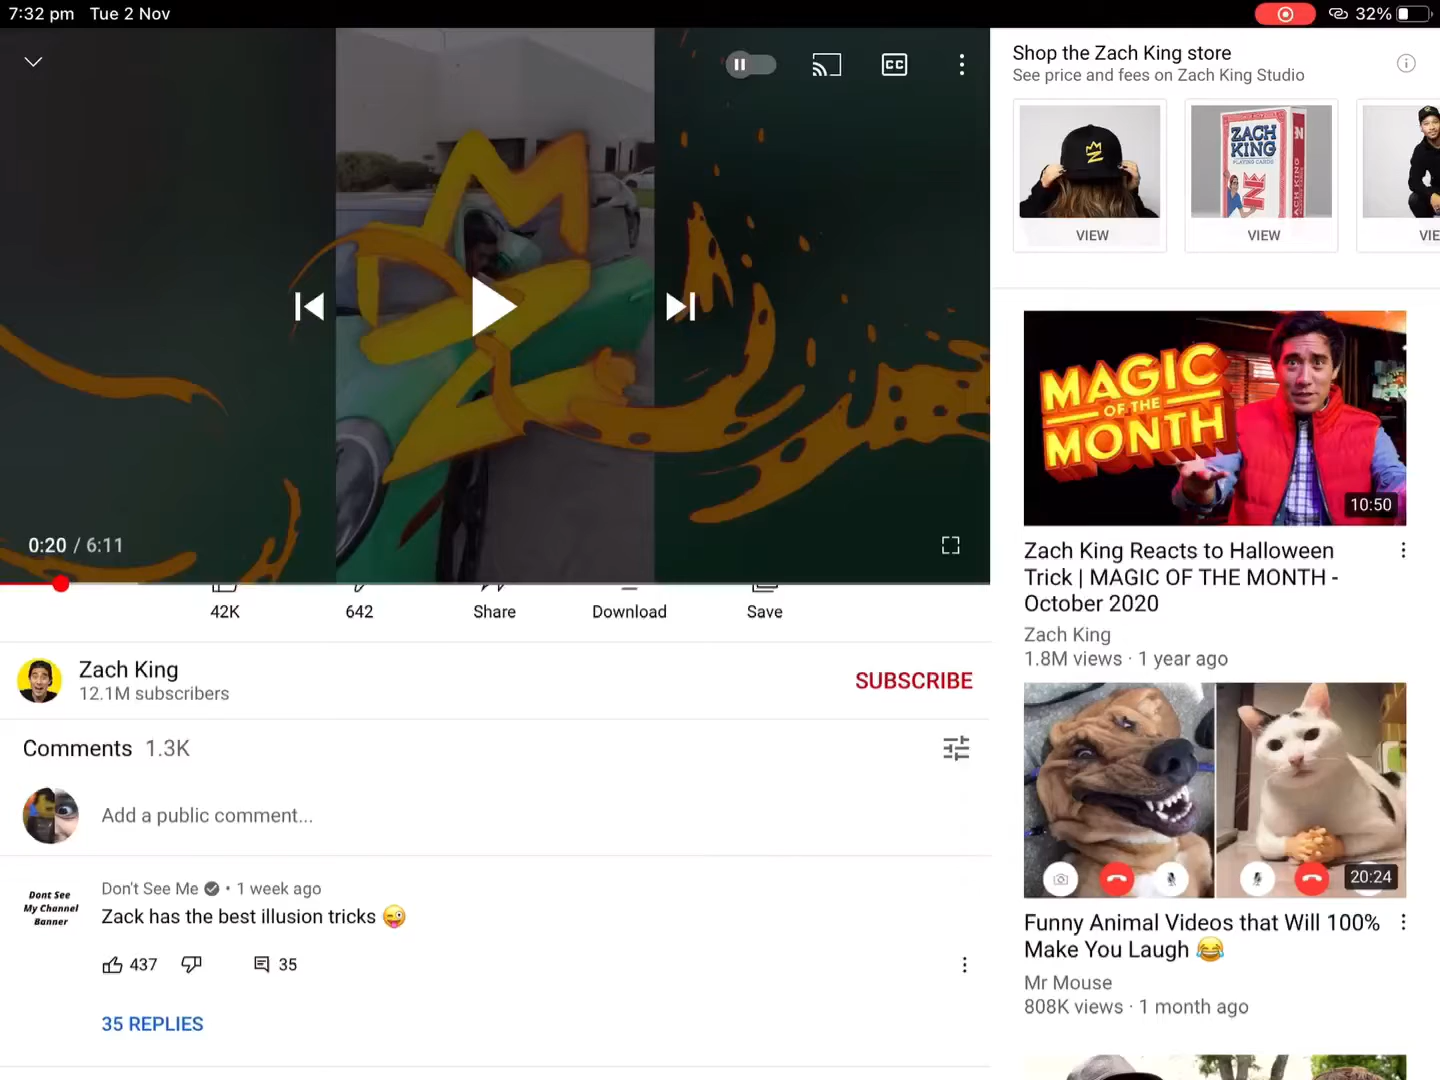 7:32 pm Tue 2 Nov
32%
CC
0:20 / 6:11
42K
642
Share
Download
Save
Zach King
12.1M subscribers
SUBSCRIBE
Comments 1.3K
Add a public comment...
Dont See
My Channel
Banner
Don't See Me • 1 week ago
Zack has the best illusion tricks 😜
437
35
35 REPLIES
Shop the Zach King store
See price and fees on Zach King Studio
ZACH
KING
PLAYING CARDS
VIEW
VIEW
VIE
MAGIC
OF THE
MONTH
10:50
Zach King Reacts to Halloween
Trick | MAGIC OF THE MONTH -
October 2020
Zach King
1.8M views · 1 year ago
20:24
Funny Animal Videos that Will 100%
Make You Laugh 😂
Mr Mouse
808K views · 1 month ago